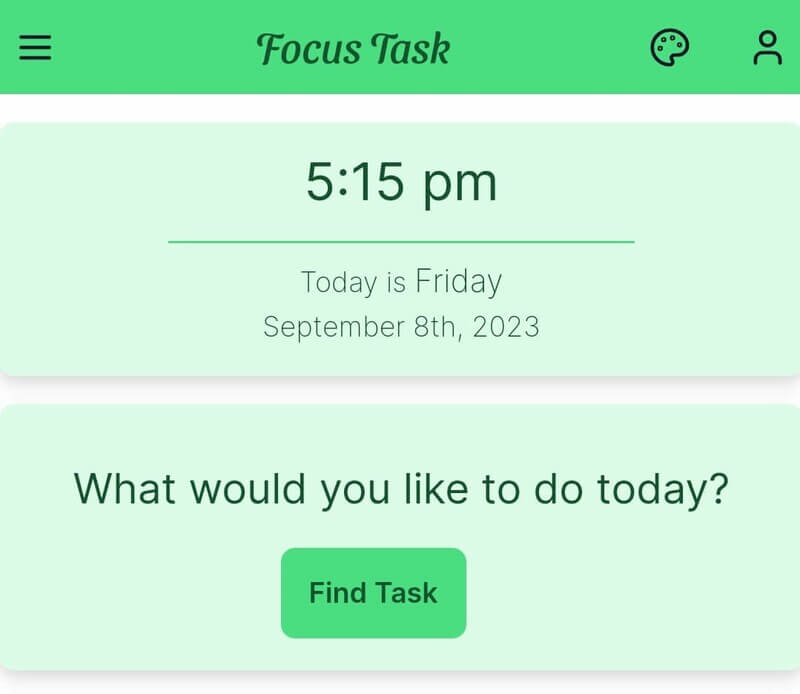 Focus Task
5:15 pm
Today is Friday
September 8th, 2023
What would you like to do today?
Find Task